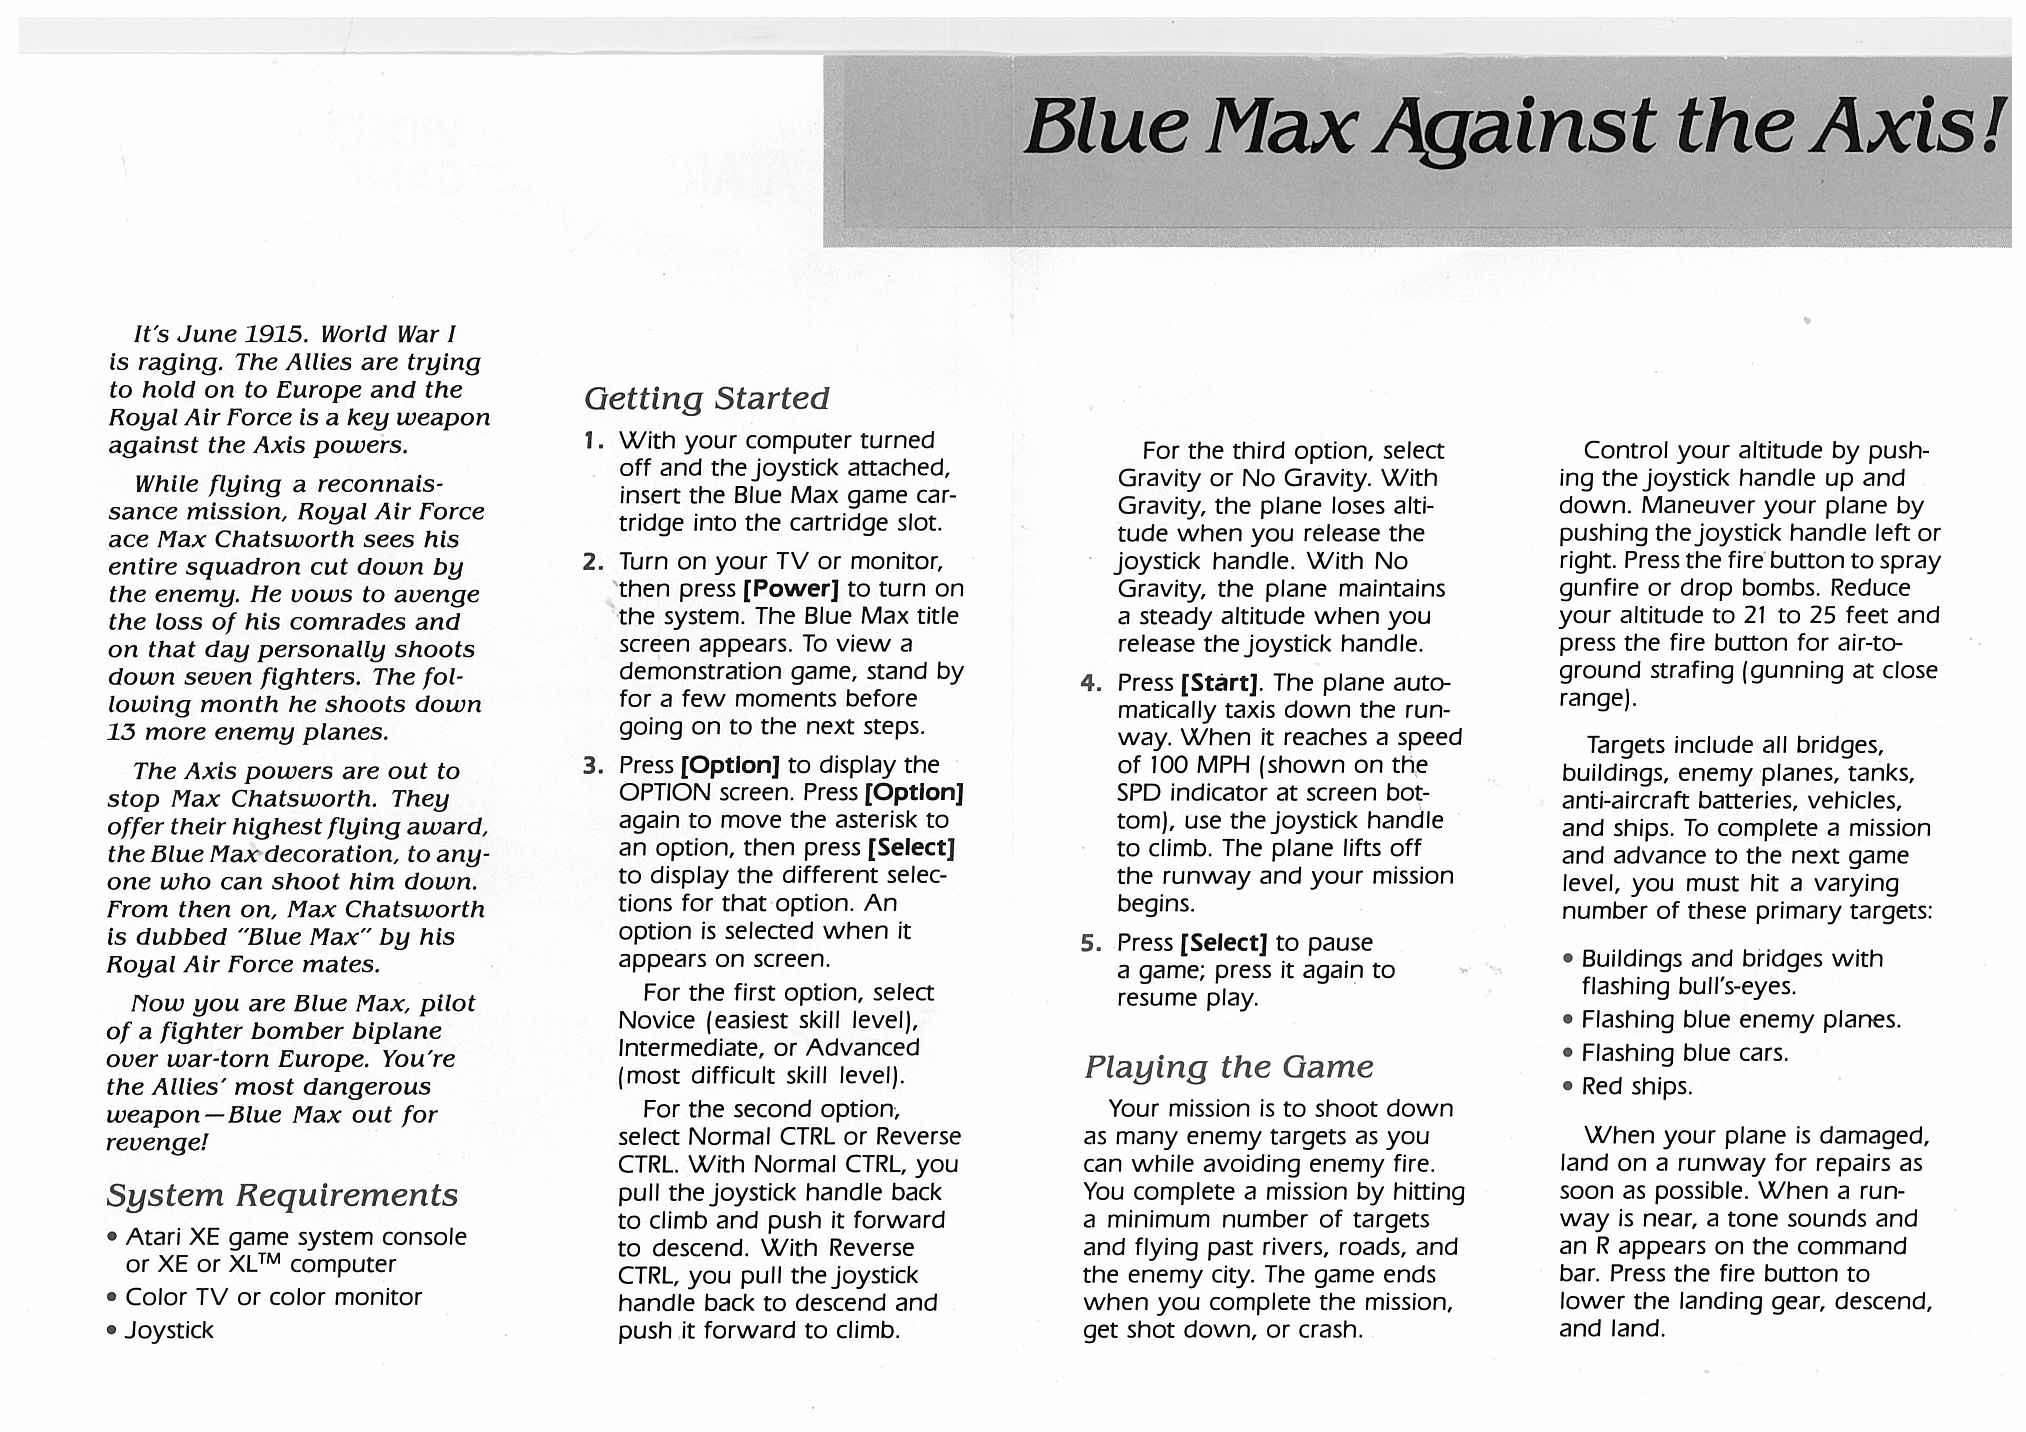 Blue Max Against the Axis!
It's June 1915. World War I
is raging. The Allies are trying
to hold on to Europe and the
Royal Air Force is a key weapon
against the Axis powers.
While flying a reconnais-
sance mission, Royal Air Force
ace Max Chatsworth sees his
entire squadron cut down by
the enemy. He vows to avenge
the loss of his comrades and
on that day personally shoots
down seven fighters. The fol-
lowing month he shoots down
13 more enemy planes.
The Axis powers are out to
stop Max Chatsworth. They
offer their highest flying award,
the Blue Max decoration, to any-
one who can shoot him down.
From then on, Max Chatsworth
is dubbed "Blue Max" by his
Royal Air Force mates.
Now you are Blue Max, pilot
of a fighter bomber biplane
over war-torn Europe. You're
the Allies' most dangerous
weapon—Blue Max out for
revenge!
System Requirements
• Atari XE game system console
or XE or XL™ computer
• Color TV or color monitor
• Joystick
Getting Started
1. With your computer turned
off and the joystick attached,
insert the Blue Max game car-
tridge into the cartridge slot.
2. Turn on your TV or monitor,
then press [Power] to turn on
the system. The Blue Max title
screen appears. To view a
demonstration game, stand by
for a few moments before
going on to the next steps.
3. Press [Option] to display the
OPTION screen. Press [Option]
again to move the asterisk to
an option, then press [Select]
to display the different selec-
tions for that option. An
option is selected when it
appears on screen.
For the first option, select
Novice (easiest skill level),
Intermediate, or Advanced
(most difficult skill level).
For the second option,
select Normal CTRL or Reverse
CTRL. With Normal CTRL, you
pull the joystick handle back
to climb and push it forward
to descend. With Reverse
CTRL, you pull the joystick
handle back to descend and
push it forward to climb.
For the third option, select
Gravity or No Gravity. With
Gravity, the plane loses alti-
tude when you release the
joystick handle. With No
Gravity, the plane maintains
a steady altitude when you
release the joystick handle.
4. Press [Start]. The plane auto-
matically taxis down the run-
way. When it reaches a speed
of 100 MPH (shown on the
SPD indicator at screen bot-
tom), use the joystick handle
to climb. The plane lifts off
the runway and your mission
begins.
5. Press [Select] to pause
a game; press it again to
resume play.
Playing the Game
Your mission is to shoot down
as many enemy targets as you
can while avoiding enemy fire.
You complete a mission by hitting
a minimum number of targets
and flying past rivers, roads, and
the enemy city. The game ends
when you complete the mission,
get shot down, or crash.
Control your altitude by push-
ing the joystick handle up and
down. Maneuver your plane by
pushing the joystick handle left or
right. Press the fire button to spray
gunfire or drop bombs. Reduce
your altitude to 21 to 25 feet and
press the fire button for air-to-
ground strafing (gunning at close
range).
Targets include all bridges,
buildings, enemy planes, tanks,
anti-aircraft batteries, vehicles,
and ships. To complete a mission
and advance to the next game
level, you must hit a varying
number of these primary targets:
• Buildings and bridges with
flashing bull's-eyes.
• Flashing blue enemy planes.
• Flashing blue cars.
• Red ships.
When your plane is damaged,
land on a runway for repairs as
soon as possible. When a run-
way is near, a tone sounds and
an R appears on the command
bar. Press the fire button to
lower the landing gear, descend,
and land.